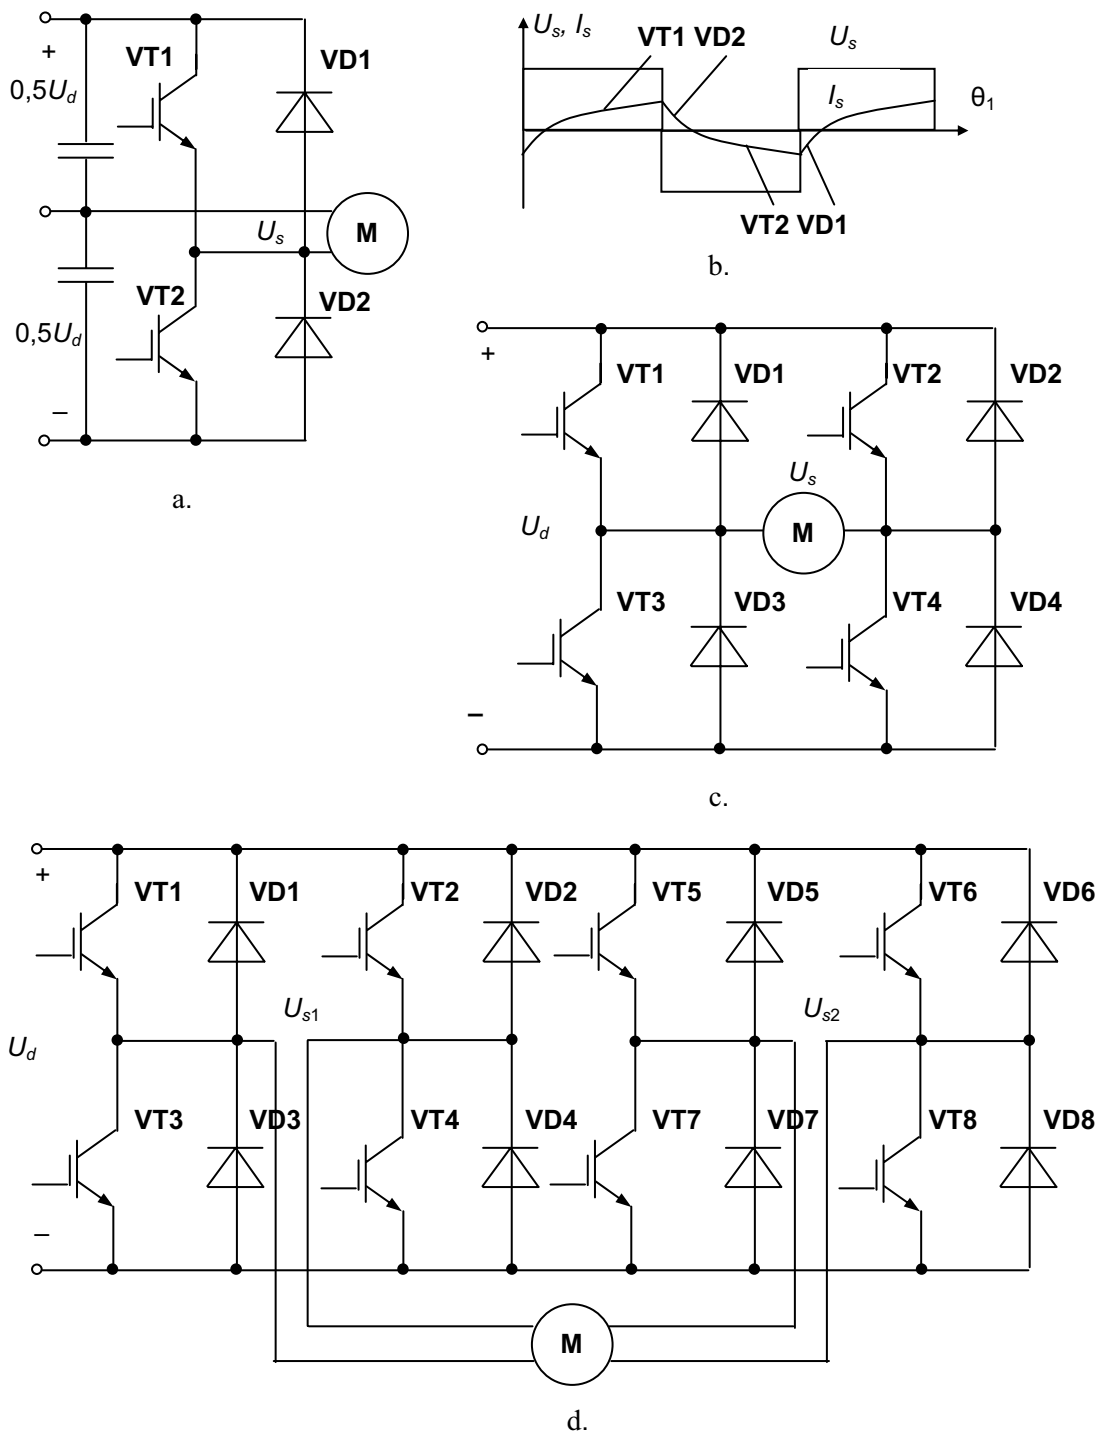 +
0,5Ud
VT1
VD1
Us
M
VT2
VD2
0,5Ud
–
a.
Us, Is
VT1 VD2
Us
Is
θ1
VT2 VD1
b.
+
VT1
VD1
VT2
VD2
Us
Ud
M
VT3
VD3
VT4
VD4
–
c.
+
VT1
VD1
VT2
VD2
VT5
VD5
VT6
VD6
Us1
Us2
Ud
VT3
VD3
VT4
VD4
VT7
VD7
VT8
VD8
–
M
d.